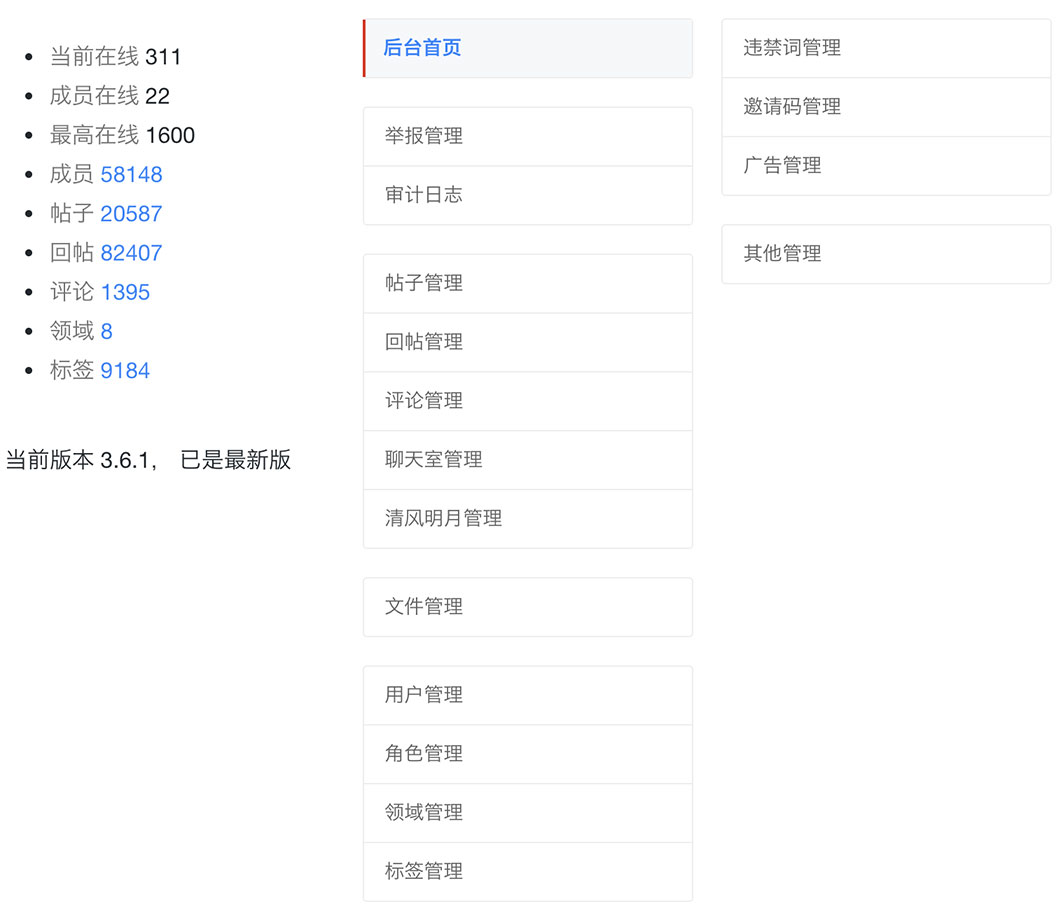 当前在线 311
成员在线 22
最高在线 1600
成员 58148
帖子 20587
回帖 82407
评论 1395
领域 8
标签 9184
当前版本 3.6.1, 已是最新版
后台首页
举报管理
审计日志
帖子管理
回帖管理
评论管理
聊天室管理
清风明月管理
文件管理
用户管理
角色管理
领域管理
标签管理
违禁词管理
邀请码管理
广告管理
其他管理